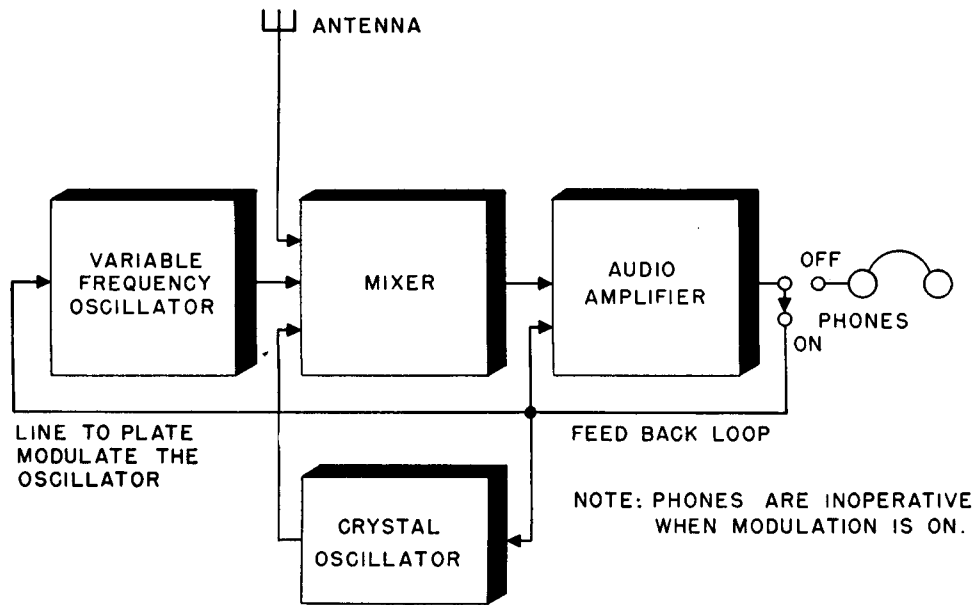 ANTENNA
VARIABLE
FREQUENCY
OSCILLATOR
MIXER
AUDIO
AMPLIFIER
OFF
PHONES
ON
LINE TO PLATE
MODULATE THE
OSCILLATOR
FEED BACK LOOP
CRYSTAL
OSCILLATOR
NOTE: PHONES ARE INOPERATIVE
WHEN MODULATION IS ON.